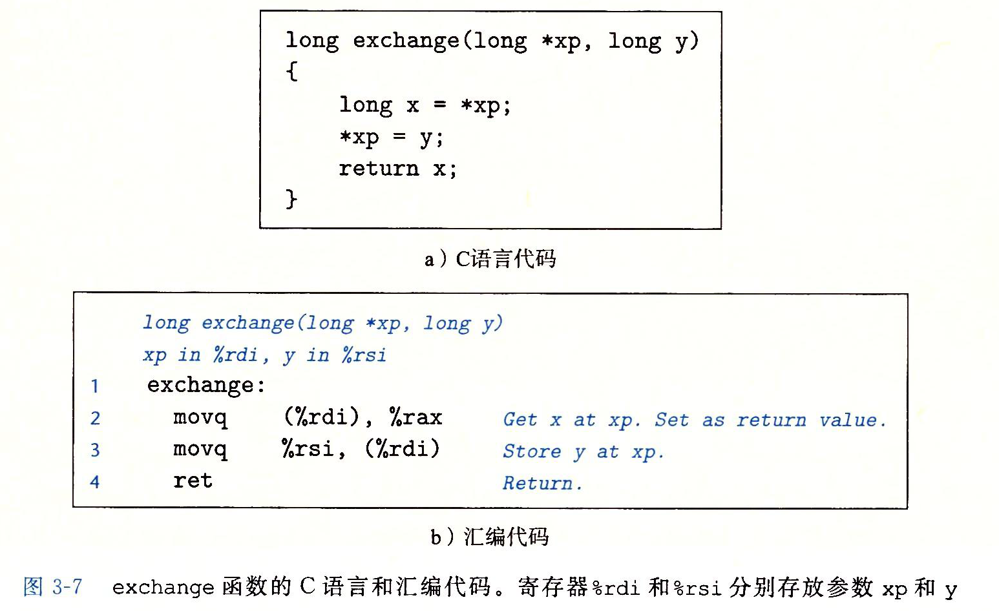 long exchange(long *xp, long y)
{
    long x = *xp;
    *xp = y;
    return x;
}
a）C语言代码
long exchange(long *xp, long y)
xp in %rdi, y in %rsi
1 exchange:
2 movq (%rdi), %rax Get x at xp. Set as return value.
3 movq %rsi, (%rdi) Store y at xp.
4 ret Return.
b）汇编代码
图 3-7 exchange 函数的 C 语言和汇编代码。寄存器%rdi 和%rsi 分别存放参数 xp 和 y